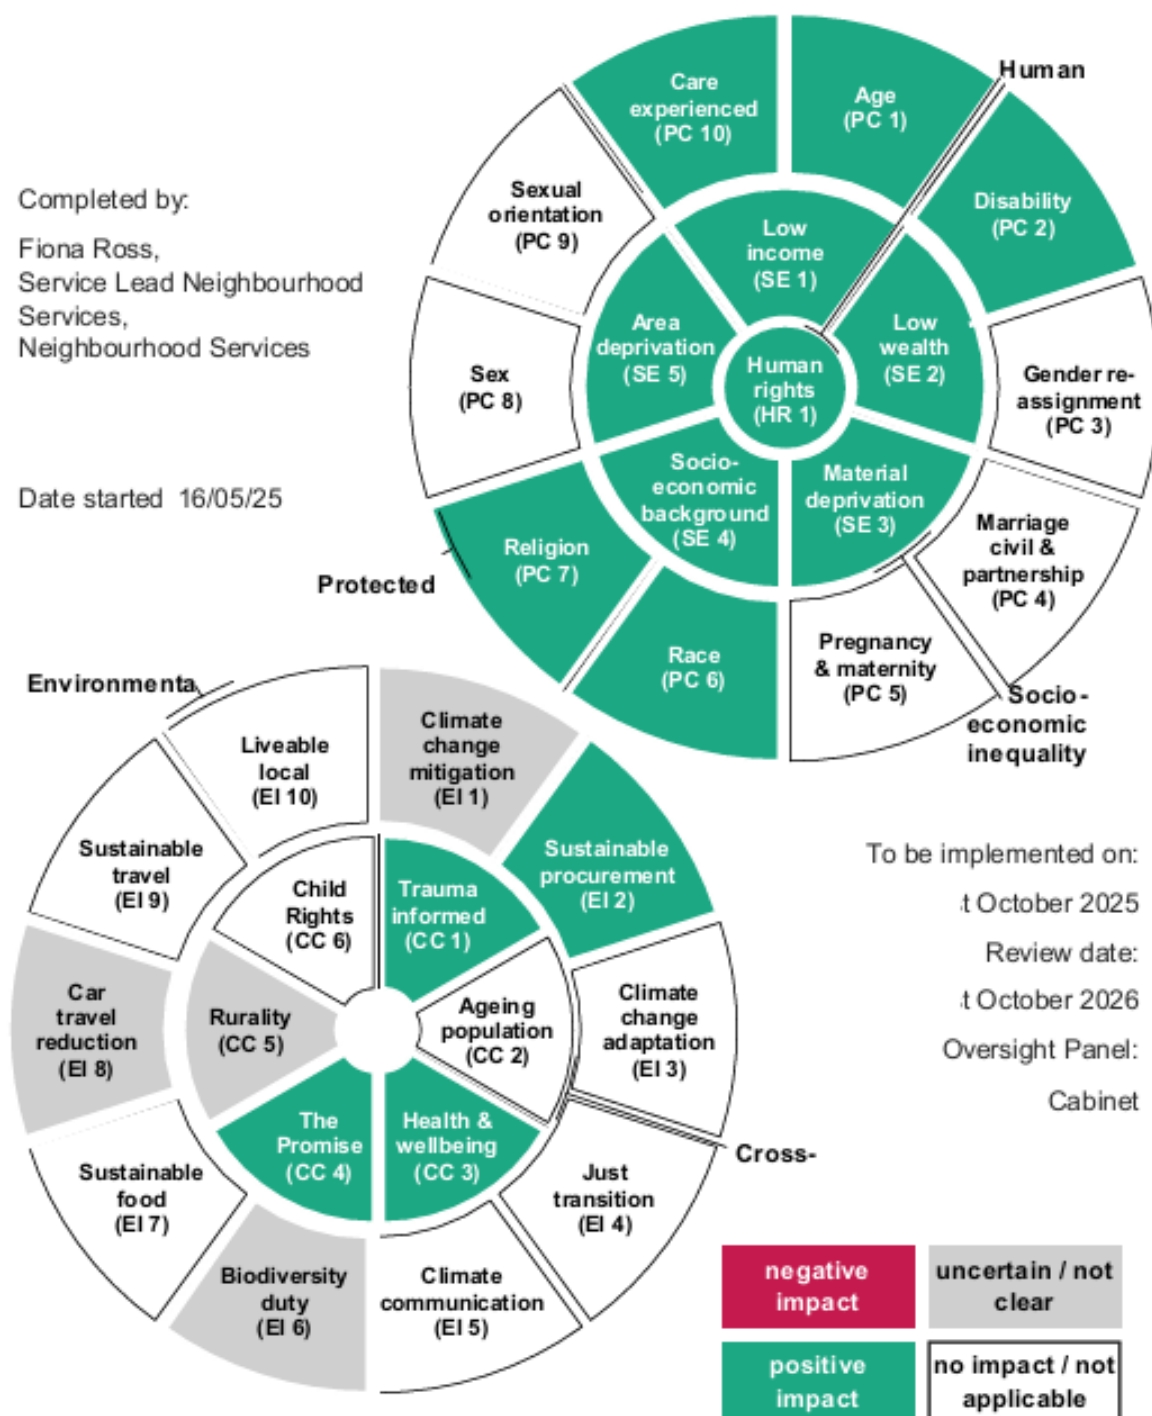 Completed by:
Fiona Ross,
Service Lead Neighbourhood
Services,
Neighbourhood Services
Date started 16/05/25
Human
Care
experienced
(PC 10)
Age
(PC 1)
Disability
(PC 2)
Gender re-
assignment
(PC 3)
Marriage
civil &
partnership
(PC 4)
Pregnancy
& maternity
(PC 5)
Race
(PC 6)
Religion
(PC 7)
Sex
(PC 8)
Sexual
orientation
(PC 9)
Low
income
(SE 1)
Low
wealth
(SE 2)
Material
deprivation
(SE 3)
Socio-
economic
background
(SE 4)
Area
deprivation
(SE 5)
Human
rights
(HR 1)
Protected
Socio-
economic
inequality
Environmenta
Climate
change
mitigation
(EI 1)
Sustainable
procurement
(EI 2)
Climate
change
adaptation
(EI 3)
Just
transition
(EI 4)
Climate
communication
(EI 5)
Biodiversity
duty
(EI 6)
Sustainable
food
(EI 7)
Car
travel
reduction
(EI 8)
Sustainable
travel
(EI 9)
Liveable
local
(EI 10)
Trauma
informed
(CC 1)
Ageing
population
(CC 2)
Health &
wellbeing
(CC 3)
The
Promise
(CC 4)
Rurality
(CC 5)
Child
Rights
(CC 6)
Cross-
To be implemented on:
t October 2025
Review date:
t October 2026
Oversight Panel:
Cabinet
negative
impact
uncertain / not
clear
positive
impact
no impact / not
applicable